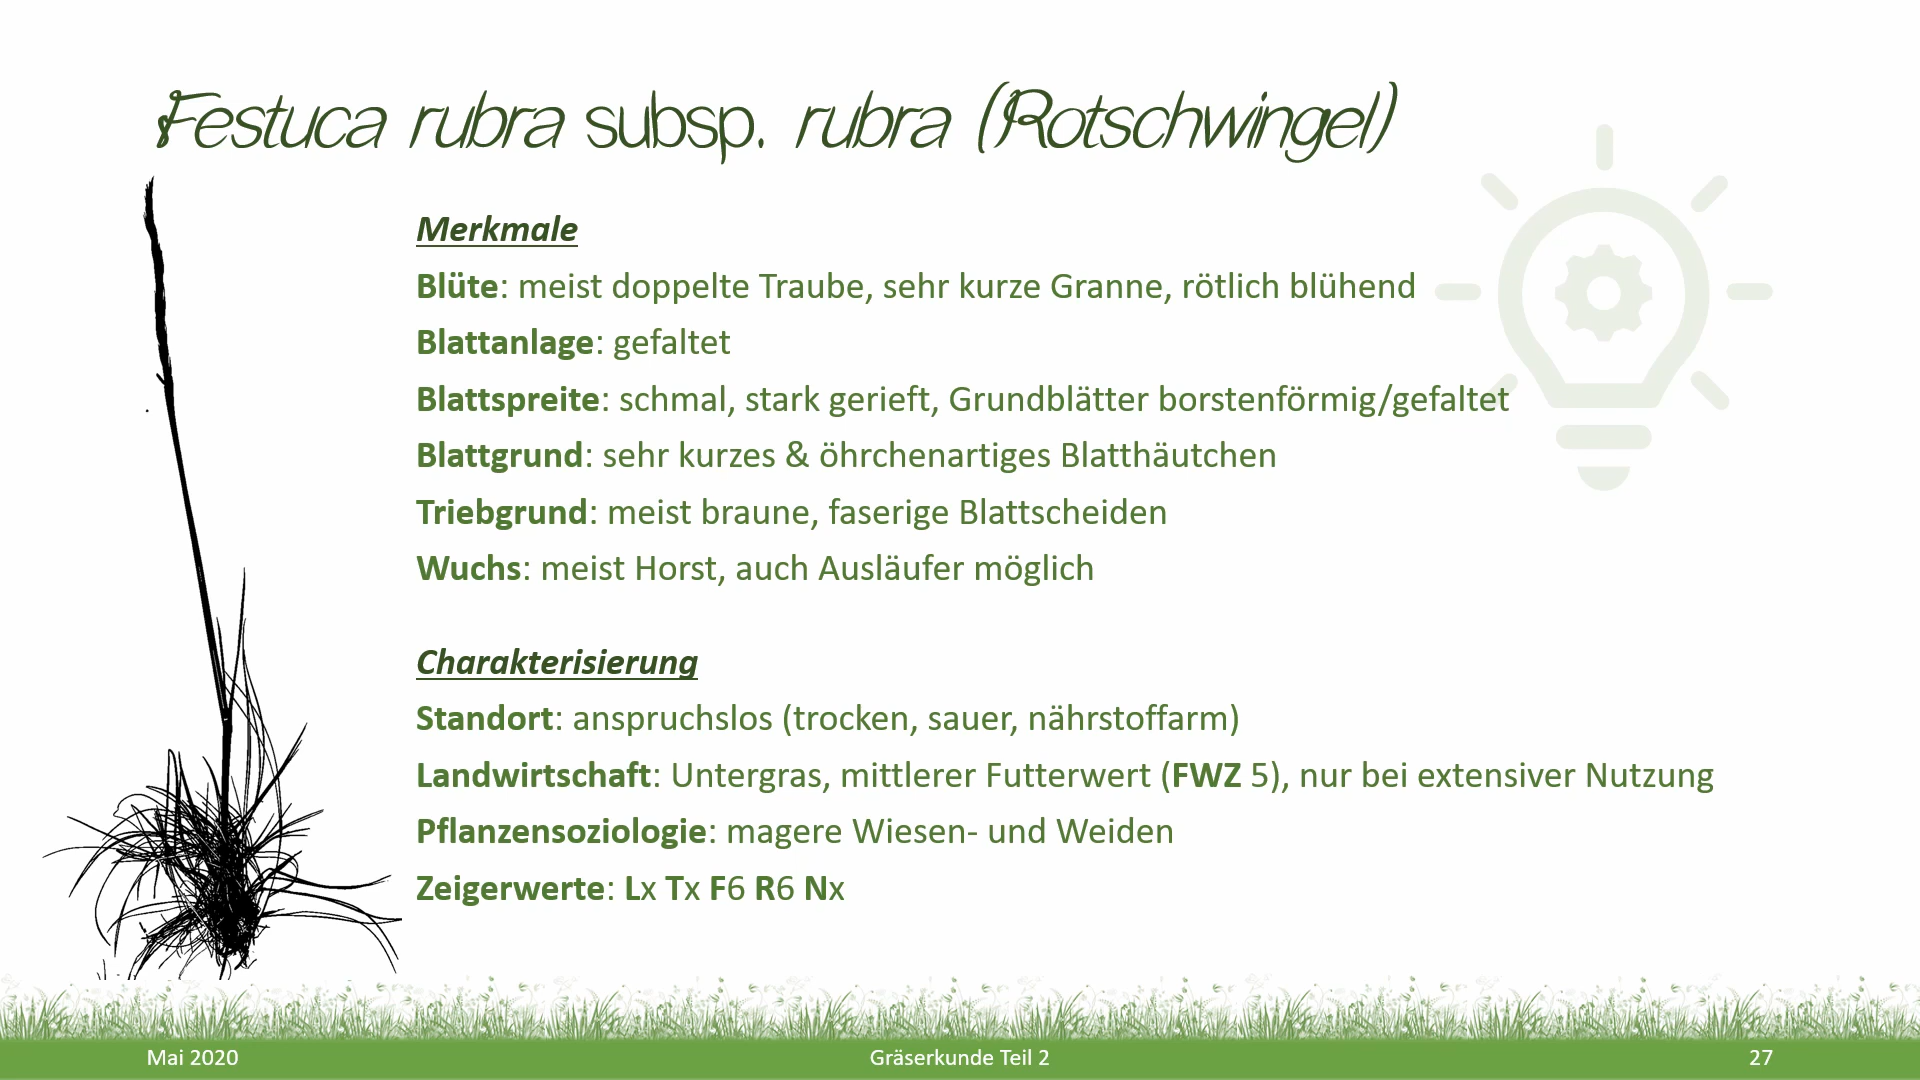 Festuca rubra subsp. rubra (Rotschwingel)
Merkmale
Blüte: meist doppelte Traube, sehr kurze Granne, rötlich blühend
Blattanlage: gefaltet
Blattspreite: schmal, stark gerieft, Grundblätter borstenförmig/gefaltet
Blattgrund: sehr kurzes & öhrchenartiges Blatthäutchen
Triebgrund: meist braune, faserige Blattscheiden
Wuchs: meist Horst, auch Ausläufer möglich
Charakterisierung
Standort: anspruchslos (trocken, sauer, nährstoffarm)
Landwirtschaft: Untergras, mittlerer Futterwert (FWZ 5), nur bei extensiver Nutzung
Pflanzensoziologie: magere Wiesen- und Weiden
Zeigerwerte: Lx Tx F6 R6 Nx
Mai 2020
Gräserkunde Teil 2
27